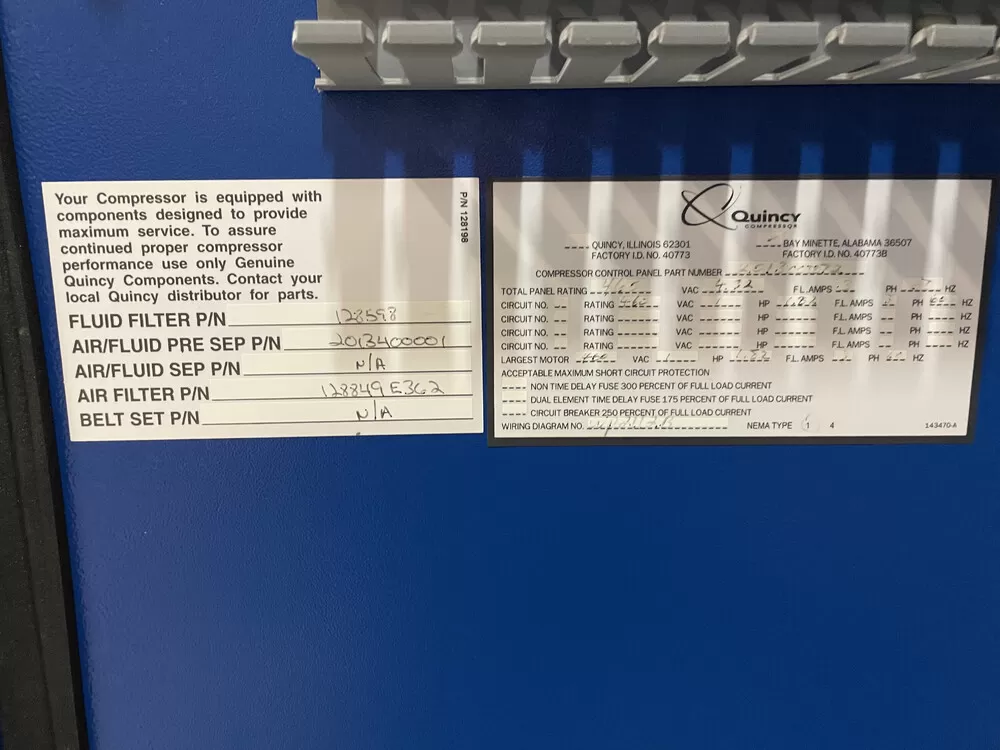 Your Compressor is equipped with
components designed to provide
maximum service. To assure
continued proper compressor
performance use only Genuine
Quincy Components. Contact your
local Quincy distributor for parts.
P/N 128198
FLUID FILTER P/N 128598
AIR/FLUID PRE SEP P/N 2013400001
AIR/FLUID SEP P/N N/A
AIR FILTER P/N 128849 E362
BELT SET P/N N/A
Quincy
COMPRESSOR
QUINCY, ILLINOIS 62301
FACTORY I.D. NO. 40773
BAY MINETTE, ALABAMA 36507
FACTORY I.D. NO. 40773B
COMPRESSOR CONTROL PANEL PART NUMBER
TOTAL PANEL RATING VAC F.L. AMPS PH HZ
CIRCUIT NO. RATING VAC HP F.L. AMPS PH HZ
CIRCUIT NO. RATING VAC HP F.L. AMPS PH HZ
CIRCUIT NO. RATING VAC HP F.L. AMPS PH HZ
CIRCUIT NO. RATING VAC HP F.L. AMPS PH HZ
LARGEST MOTOR VAC HP F.L. AMPS PH HZ
ACCEPTABLE MAXIMUM SHORT CIRCUIT PROTECTION
NON TIME DELAY FUSE 300 PERCENT OF FULL LOAD CURRENT
DUAL ELEMENT TIME DELAY FUSE 175 PERCENT OF FULL LOAD CURRENT
CIRCUIT BREAKER 250 PERCENT OF FULL LOAD CURRENT
WIRING DIAGRAM NO. NEMA TYPE 1 4
143470-A